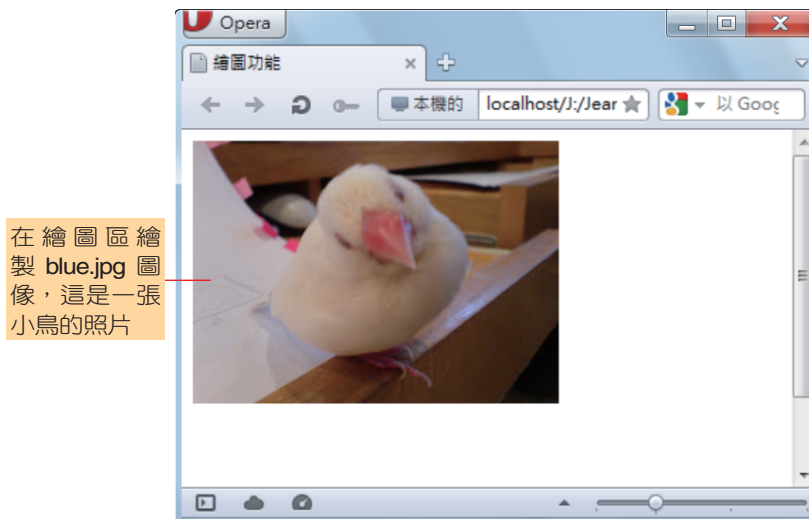 Opera
繪圖功能
本機的 localhost/J:/Jear 以 Goog
在繪圖區繪
製 blue.jpg 圖
像，這是一張
小鳥的照片